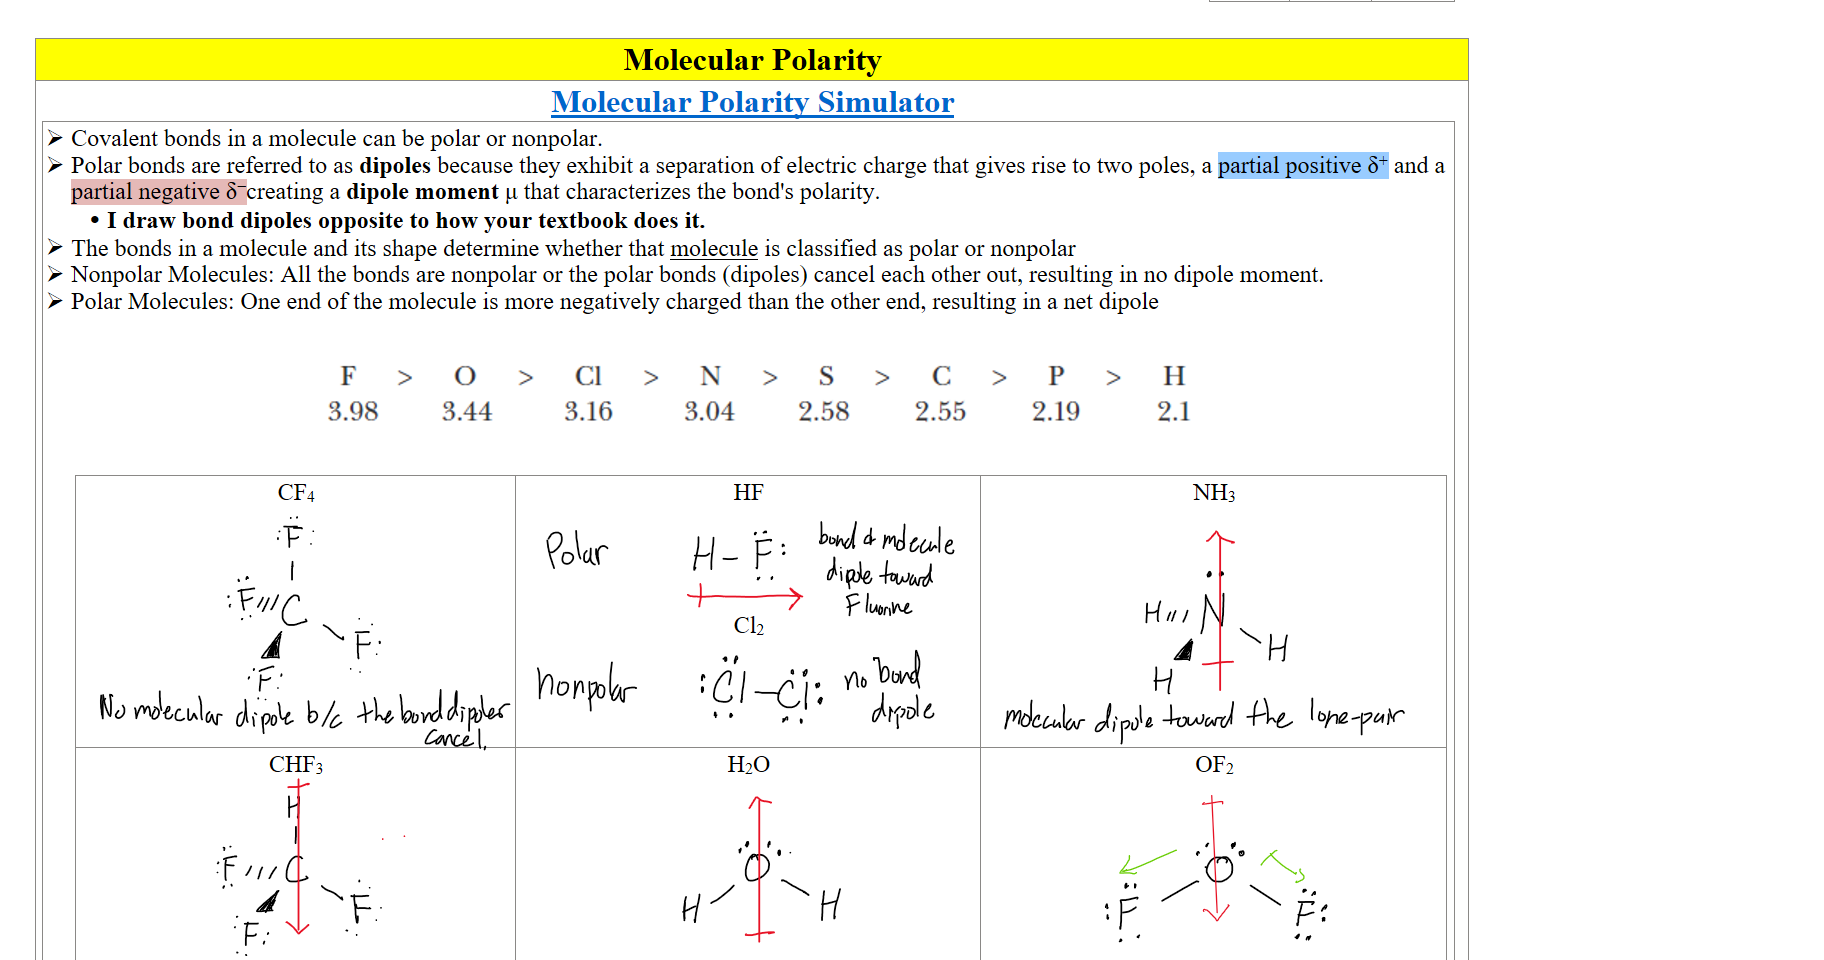 Molecular Polarity
Molecular Polarity Simulator
➢ Covalent bonds in a molecule can be polar or nonpolar.
➢ Polar bonds are referred to as dipoles because they exhibit a separation of electric charge that gives rise to two poles, a partial positive δ⁺ and a
partial negative δ⁻creating a dipole moment μ that characterizes the bond's polarity.
• I draw bond dipoles opposite to how your textbook does it.
➢ The bonds in a molecule and its shape determine whether that molecule is classified as polar or nonpolar
➢ Nonpolar Molecules: All the bonds are nonpolar or the polar bonds (dipoles) cancel each other out, resulting in no dipole moment.
➢ Polar Molecules: One end of the molecule is more negatively charged than the other end, resulting in a net dipole
F > O > Cl > N > S > C > P > H
3.98 3.44 3.16 3.04 2.58 2.55 2.19 2.1
CF₄
F
F C
F
F
No molecular dipole b/c the bond dipoles
cancel.
HF
Polar
H-F
bond & molecule
dipole toward
Fluorine
Cl₂
nonpolar
Cl-Cl
no bond
dipole
NH₃
H N
H
H
molecular dipole toward the lone-pair
CHF₃
H
F C
F
F
H₂O
O
H H
OF₂
O
F F